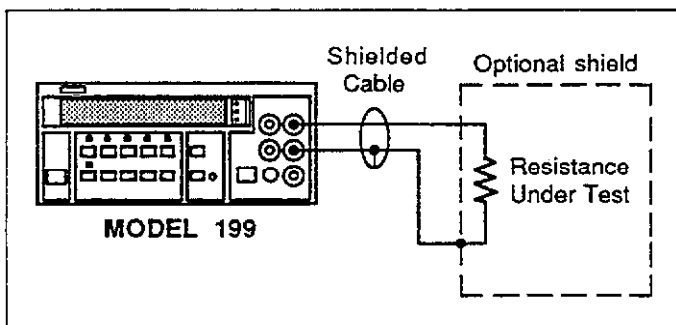 Shielded
Cable
Optional shield
Resistance
Under Test
MODEL 199